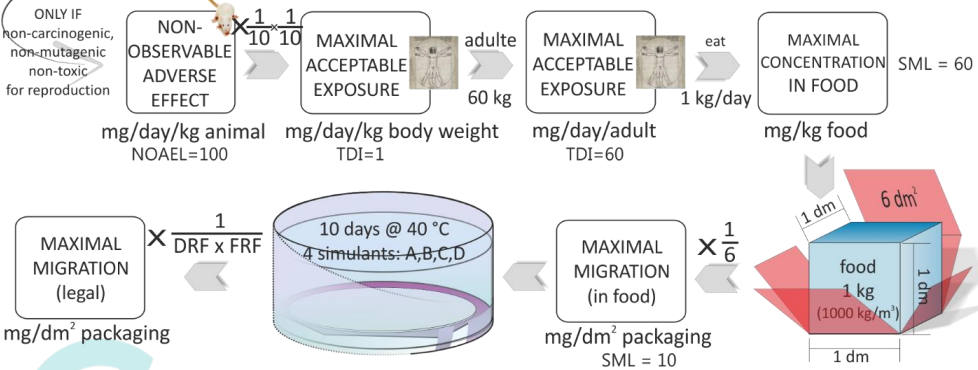 ONLY IF
non-carcinogenic,
non-mutagenic
non-toxic
for reproduction
NON-
OBSERVABLE
ADVERSE
EFFECT
mg/day/kg animal
NOAEL=100
X 1/10 x 1/10
MAXIMAL
ACCEPTABLE
EXPOSURE
mg/day/kg body weight
TDI=1
adulte
60 kg
MAXIMAL
ACCEPTABLE
EXPOSURE
mg/day/adult
TDI=60
eat
1 kg/day
MAXIMAL
CONCENTRATION
IN FOOD
mg/kg food
SML = 60
1 dm
6 dm²
food
1 kg
(1000 kg/m³)
1 dm
1 dm
X 1/6
MAXIMAL
MIGRATION
(in food)
mg/dm² packaging
SML = 10
10 days @ 40 °C
4 simulants: A,B,C,D
X 1/DRF x FRF
MAXIMAL
MIGRATION
(legal)
mg/dm² packaging